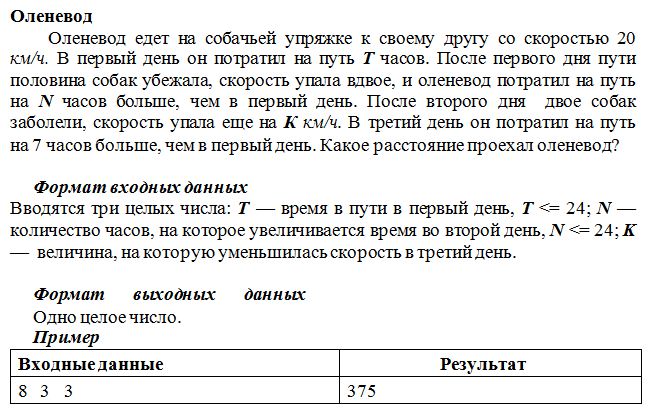 Оленевод
Оленевод едет на собачьей упряжке к своему другу со скоростью 20
км/ч. В первый день он потратил на путь T часов. После первого дня пути
половина собак убежала, скорость упала вдвое, и оленевод потратил на путь
на N часов больше, чем в первый день. После второго дня двое собак
заболели, скорость упала еще на K км/ч. В третий день он потратил на путь
на 7 часов больше, чем в первый день. Какое расстояние проехал оленевод?
Формат входных данных
Вводятся три целых числа: T — время в пути в первый день, T <= 24; N —
количество часов, на которое увеличивается время во второй день, N <= 24; K
— величина, на которую уменьшилась скорость в третий день.
Формат выходных данных
Одно целое число.
Пример
Входные данные Результат
8 3 3 375